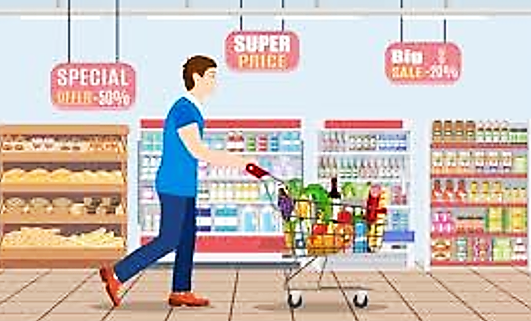 SPECIAL
OFFER -50%
SUPER
PRICE
Big
SALE -20%